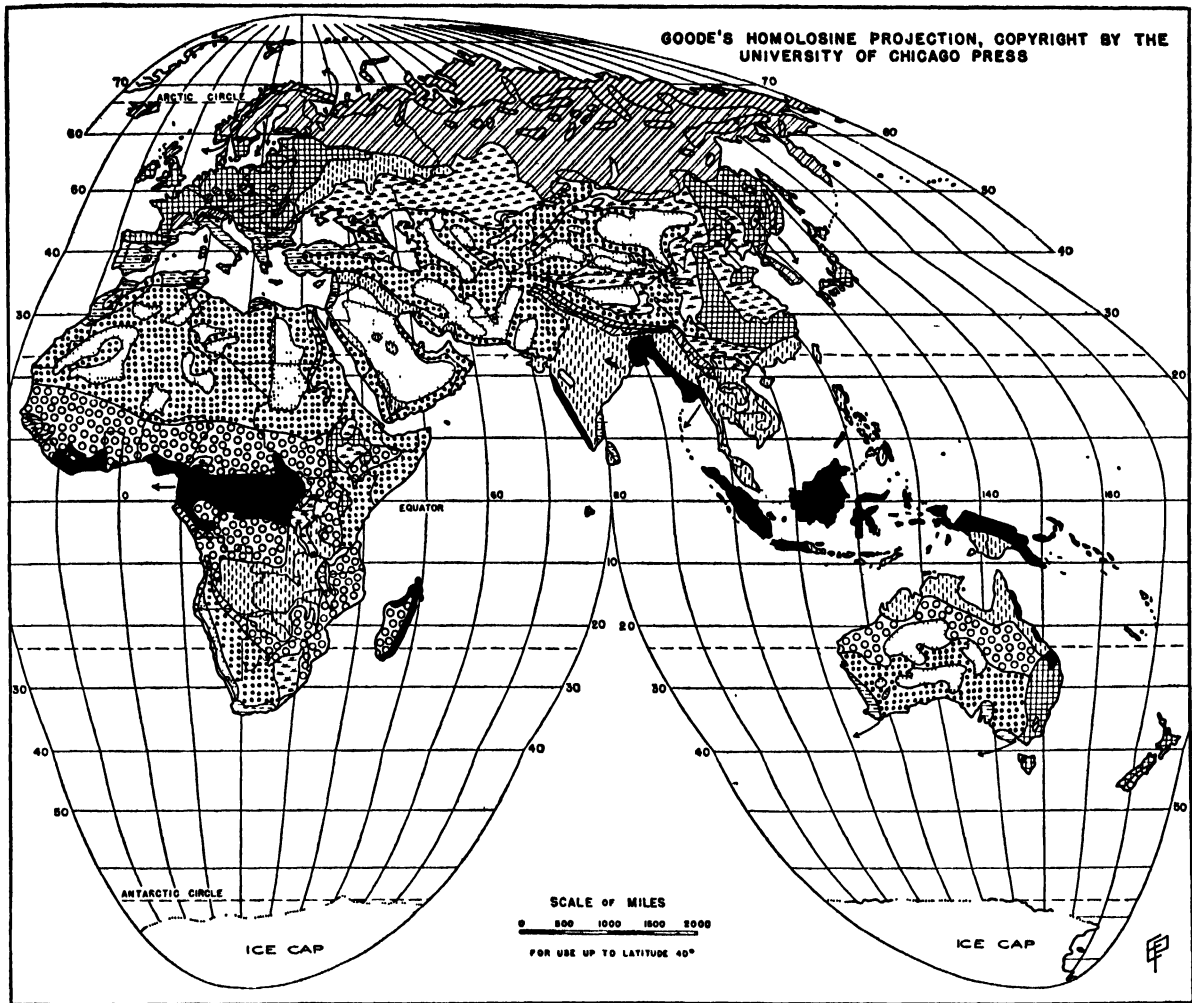 GOODE'S HOMOLOSINE PROJECTION, COPYRIGHT BY THE
UNIVERSITY OF CHICAGO PRESS
70
70
ARCTIC CIRCLE
60
60
50
50
40
40
30
30
20
0
60
80
140
160
EQUATOR
10
10
20
20
30
30
30
40
40
40
50
50
ANTARCTIC CIRCLE
SCALE OF MILES
0 500 1000 1500 2000
FOR USE UP TO LATITUDE 40°
ICE CAP
ICE CAP